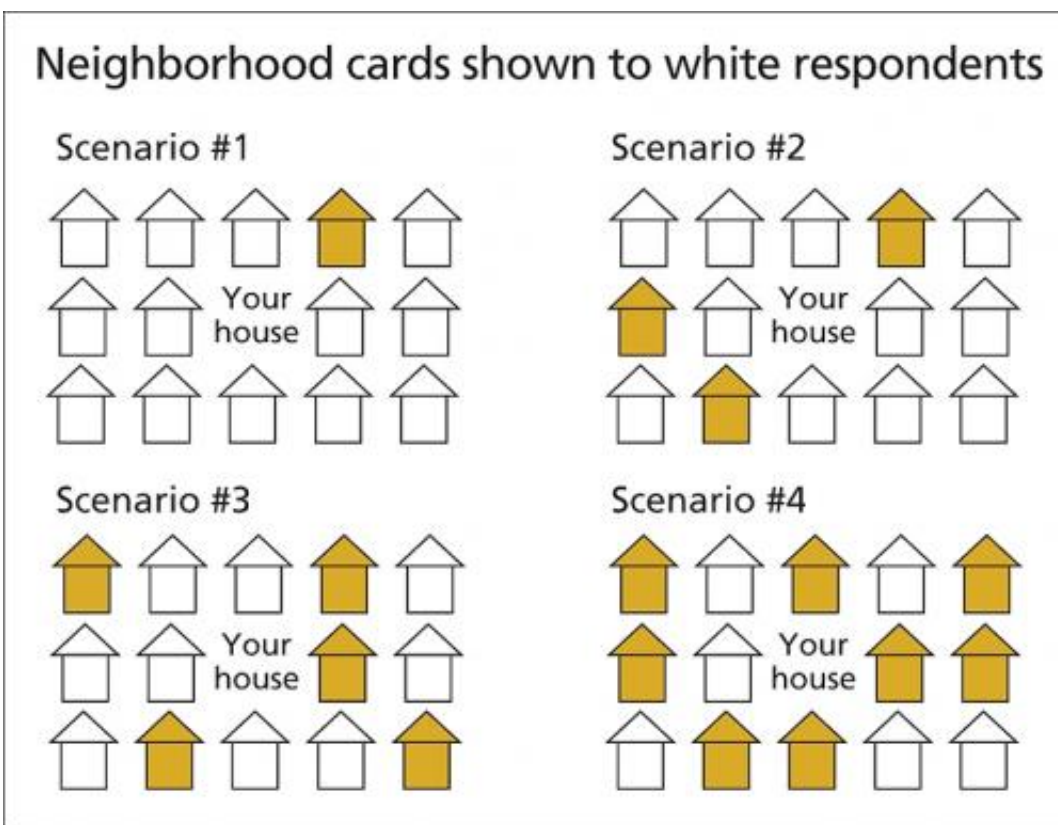 Neighborhood cards shown to white respondents
Scenario #1
Your
house
Scenario #2
Your
house
Scenario #3
Your
house
Scenario #4
Your
house